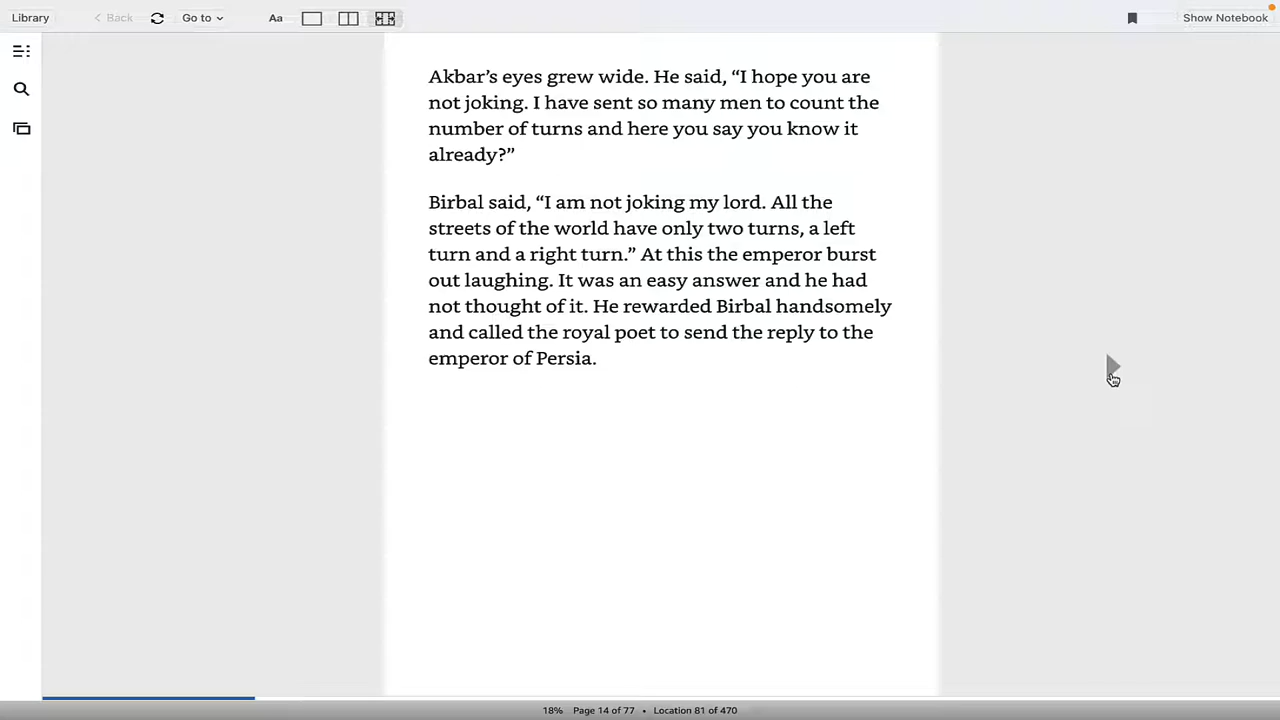 Library
Back
Go to
Aa
Show Notebook
Akbar’s eyes grew wide. He said, “I hope you are
not joking. I have sent so many men to count the
number of turns and here you say you know it
already?”
Birbal said, “I am not joking my lord. All the
streets of the world have only two turns, a left
turn and a right turn.” At this the emperor burst
out laughing. It was an easy answer and he had
not thought of it. He rewarded Birbal handsomely
and called the royal poet to send the reply to the
emperor of Persia.
18% Page 14 of 77 • Location 81 of 470